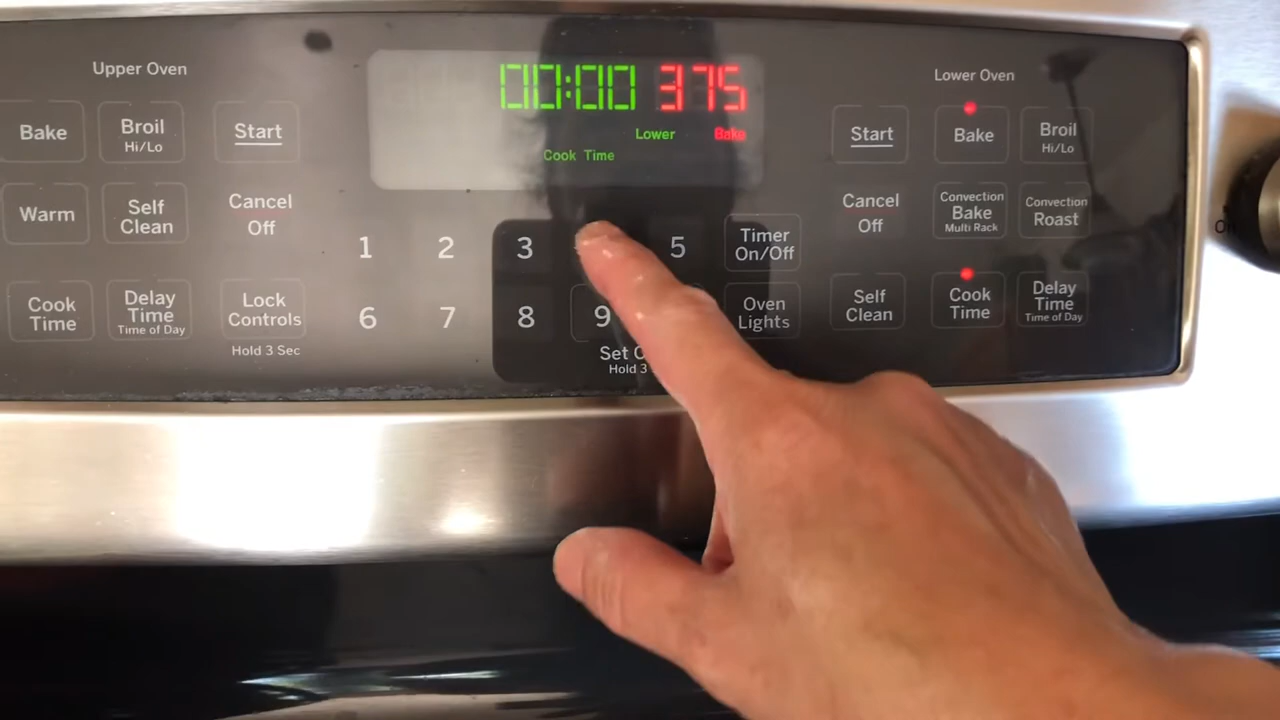 Upper Oven
Bake
Broil
Hi/Lo
Start
Warm
Self
Clean
Cancel
Off
Cook
Time
Delay
Time
Time of Day
Lock
Controls
Hold 3 Sec
00:00 375
Lower Bake
Cook Time
1 2 3 5
6 7 8 9
Set
Hold 3
Timer
On/Off
Oven
Lights
Lower Oven
Start
Bake
Broil
Hi/Lo
Cancel
Off
Convection
Bake
Multi Rack
Convection
Roast
Self
Clean
Cook
Time
Delay
Time
Time of Day